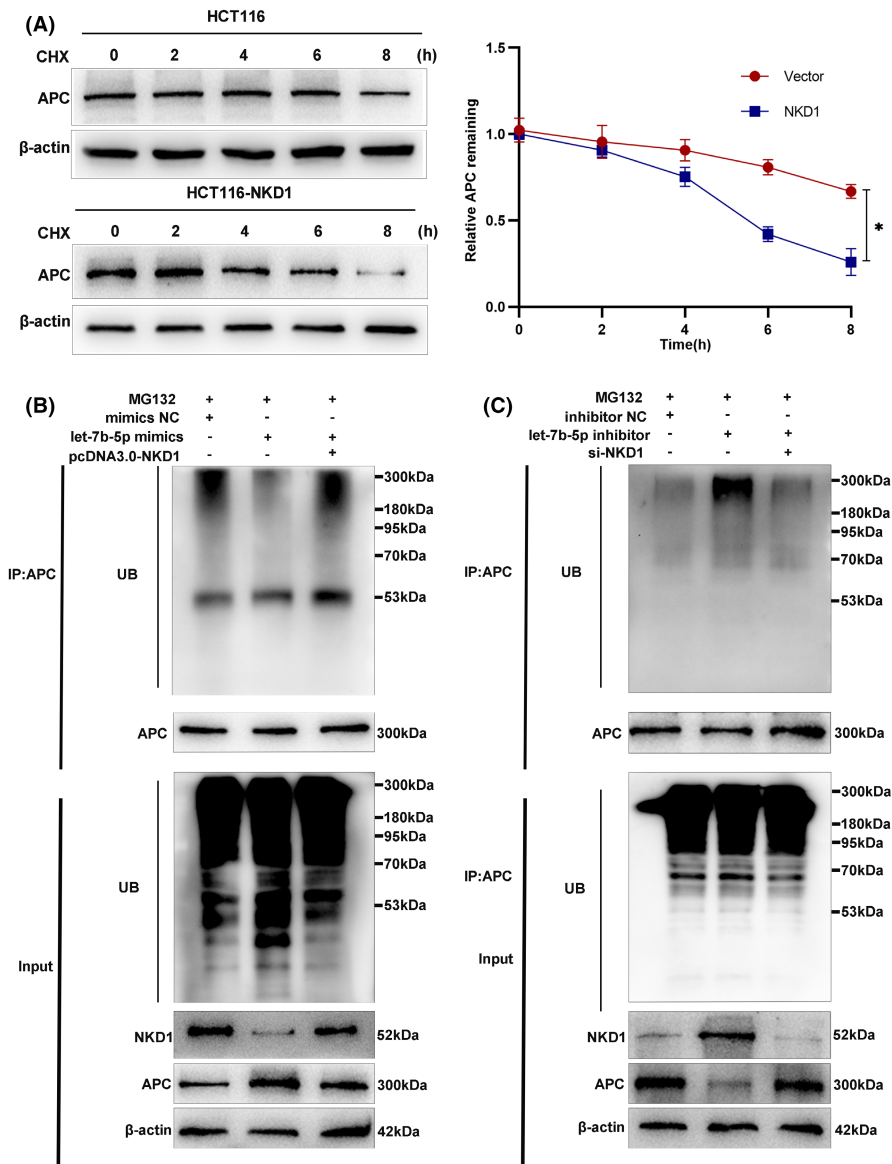 (A)
HCT116
CHX 0 2 4 6 8 (h)
APC
β-actin
HCT116-NKD1
CHX 0 2 4 6 8 (h)
APC
β-actin
Relative APC remaining
1.5
1.0
0.5
0.0
0 2 4 6 8
Time(h)
Vector
NKD1
*
(B)
MG132 + + +
mimics NC + - -
let-7b-5p mimics - + +
pcDNA3.0-NKD1 - - +
IP:APC
UB
300kDa
180kDa
95kDa
70kDa
53kDa
APC 300kDa
Input
UB
300kDa
180kDa
95kDa
70kDa
53kDa
NKD1 52kDa
APC 300kDa
β-actin 42kDa
(C)
MG132 + + +
inhibitor NC + - -
let-7b-5p inhibitor - + +
si-NKD1 - - +
IP:APC
UB
300kDa
180kDa
95kDa
70kDa
53kDa
APC 300kDa
IP:APC
Input
UB
300kDa
180kDa
95kDa
70kDa
53kDa
NKD1 52kDa
APC 300kDa
β-actin 42kDa